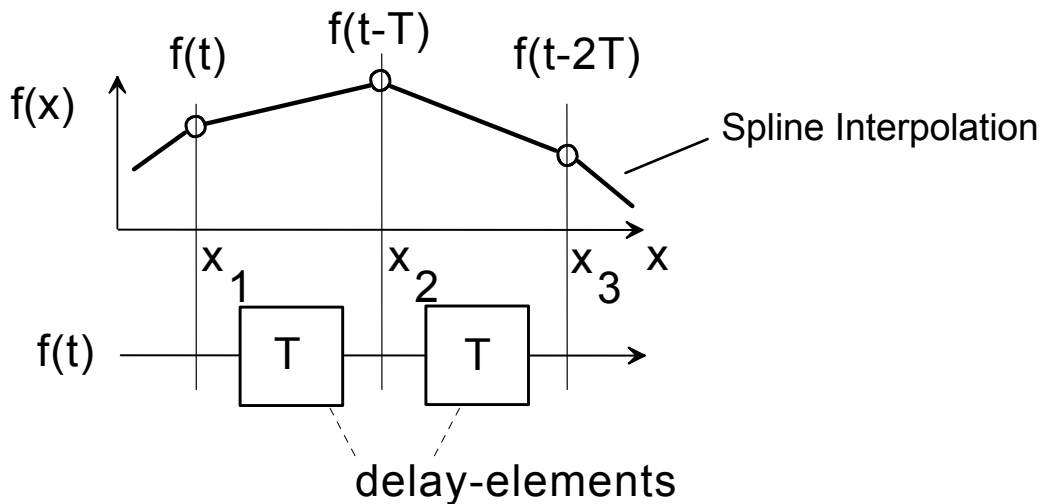 f(t-T)
f(t)
f(t-2T)
f(x)
Spline Interpolation
x1
x2
x3
x
f(t)
T
T
delay-elements